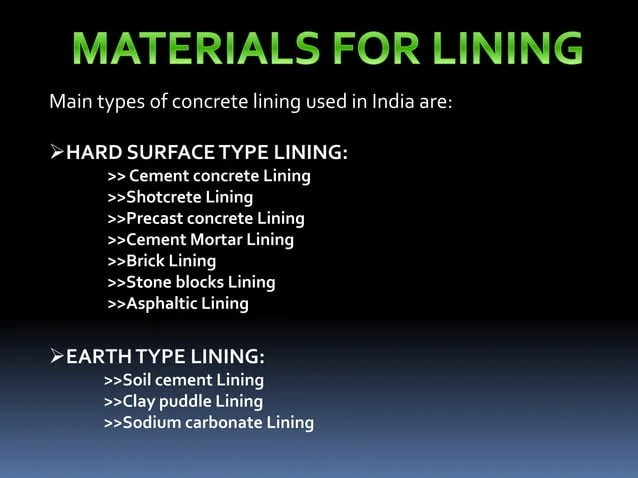 MATERIALS FOR LINING
Main types of concrete lining used in India are:
➢HARD SURFACE TYPE LINING:
>> Cement concrete Lining
>>Shotcrete Lining
>>Precast concrete Lining
>>Cement Mortar Lining
>>Brick Lining
>>Stone blocks Lining
>>Asphaltic Lining
➢EARTH TYPE LINING:
>>Soil cement Lining
>>Clay puddle Lining
>>Sodium carbonate Lining